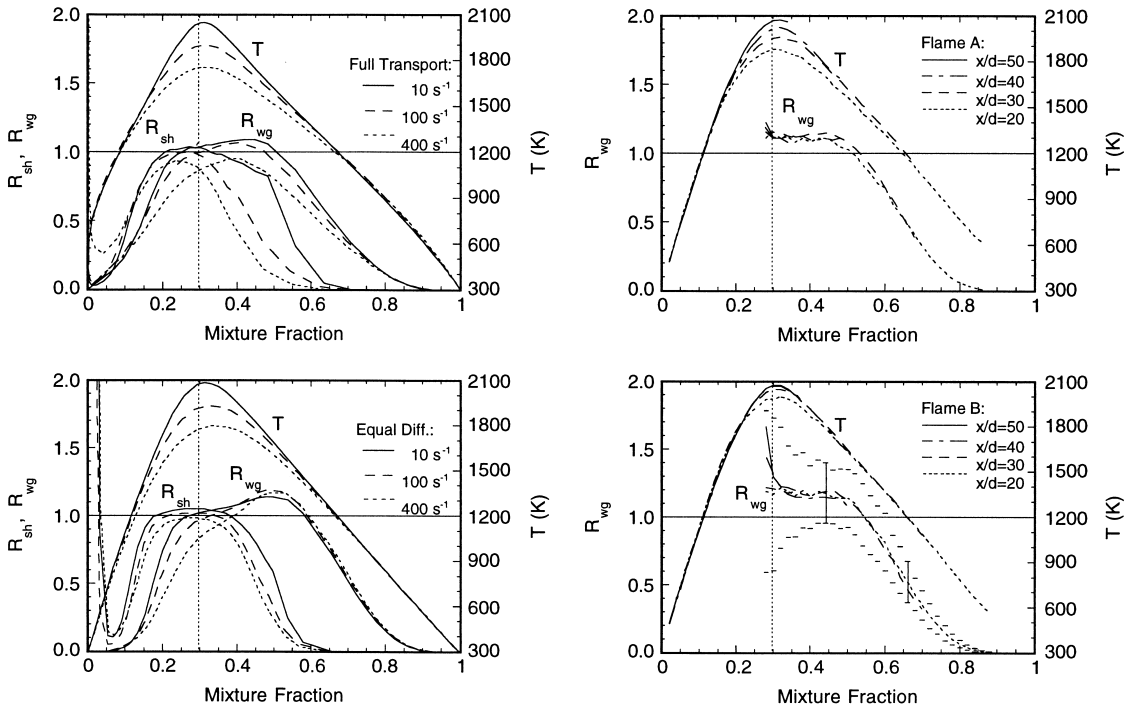 2.0
1.5
1.0
0.5
0.0
R_sh, R_wg
2100
1800
1500
1200
900
600
300
T (K)
T
R_sh
R_wg
Full Transport:
10 s⁻¹
100 s⁻¹
400 s⁻¹
0
0.2
0.4
0.6
0.8
1
Mixture Fraction
2.0
1.5
1.0
0.5
0.0
R_wg
2100
1800
1500
1200
900
600
300
T (K)
T
R_wg
Flame A:
x/d=50
x/d=40
x/d=30
x/d=20
0
0.2
0.4
0.6
0.8
1
Mixture Fraction
2.0
1.5
1.0
0.5
0.0
R_sh, R_wg
2100
1800
1500
1200
900
600
300
T (K)
T
R_sh
R_wg
Equal Diff.:
10 s⁻¹
100 s⁻¹
400 s⁻¹
0
0.2
0.4
0.6
0.8
1
Mixture Fraction
2.0
1.5
1.0
0.5
0.0
R_wg
2100
1800
1500
1200
900
600
300
T (K)
T
R_wg
Flame B:
x/d=50
x/d=40
x/d=30
x/d=20
0
0.2
0.4
0.6
0.8
1
Mixture Fraction